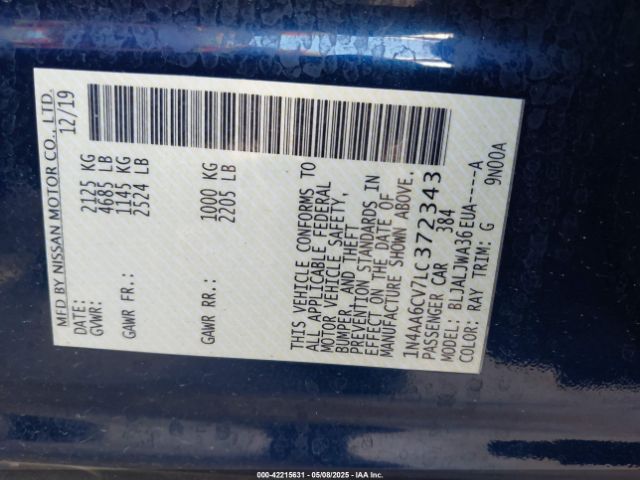 MFD BY NISSAN MOTOR CO., LTD.
DATE: 12/19
GVWR: 2125 KG
4685 LB
GAWR FR.: 1145 KG
2524 LB
GAWR RR.: 1000 KG
2205 LB
THIS VEHICLE CONFORMS TO
ALL APPLICABLE FEDERAL
MOTOR VEHICLE SAFETY,
BUMPER, AND THEFT
PREVENTION STANDARDS IN
EFFECT ON THE DATE OF
MANUFACTURE SHOWN ABOVE.
1N4AA6CV7LC372343
PASSENGER CAR 384
MODEL: BLJALJWA36EUA-----A
COLOR: RAY TRIM: G 9N00A
000-42215631 - 05/08/2025 - IAA Inc.